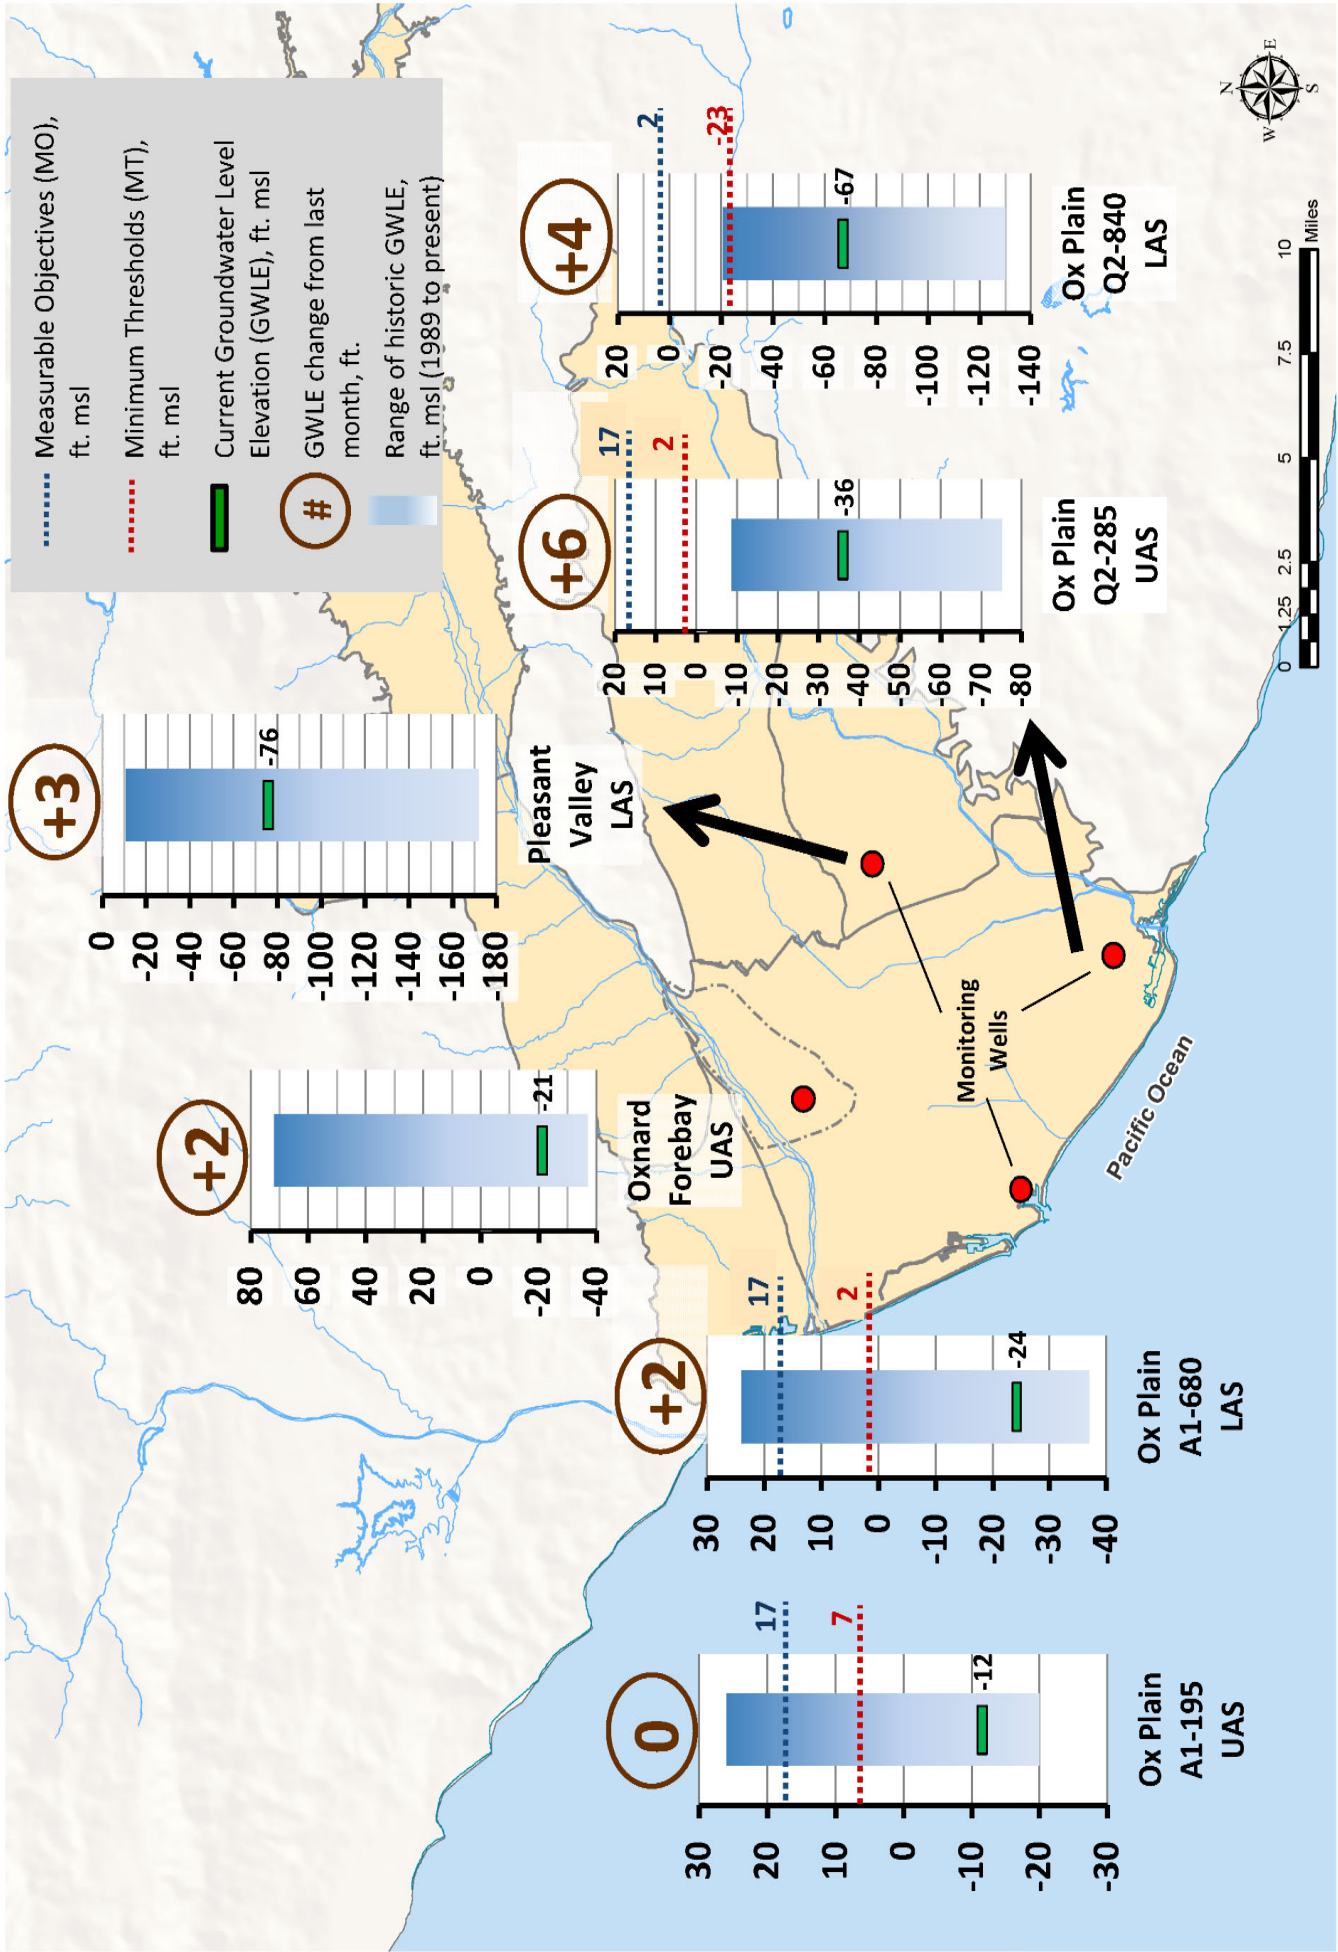 Measurable Objectives (MO),
ft. msl
Minimum Thresholds (MT),
ft. msl
Current Groundwater Level
Elevation (GWLE), ft. msl
#
GWLE change from last
month, ft.
Range of historic GWLE,
ft. msl (1989 to present)
+3
0
-20
-40
-60
-80
-100
-120
-140
-160
-180
-76
Pleasant
Valley
LAS
+2
80
60
40
20
0
-20
-40
-21
Oxnard
Forebay
UAS
+4
20
0
-20
-40
-60
-80
-100
-120
-140
2
-23
-67
Ox Plain
Q2-840
LAS
+6
20
10
0
-10
-20
-30
-40
-50
-60
-70
-80
17
2
-36
Ox Plain
Q2-285
UAS
+2
30
20
10
0
-10
-20
-30
-40
17
2
-24
Ox Plain
A1-680
LAS
0
30
20
10
0
-10
-20
-30
17
7
-12
Ox Plain
A1-195
UAS
Monitoring
Wells
Pacific Ocean
N
W E
S
0 1.25 2.5 5 7.5 10
Miles